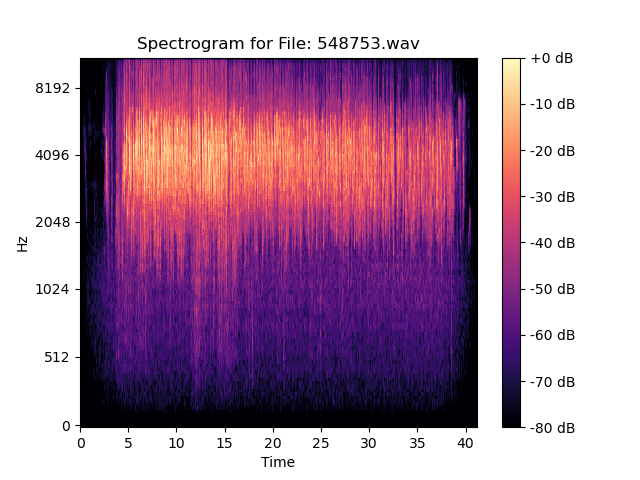 Spectrogram for File: 548753.wav
Hz
8192
4096
2048
1024
512
0
0 5 10 15 20 25 30 35 40
Time
+0 dB
-10 dB
-20 dB
-30 dB
-40 dB
-50 dB
-60 dB
-70 dB
-80 dB